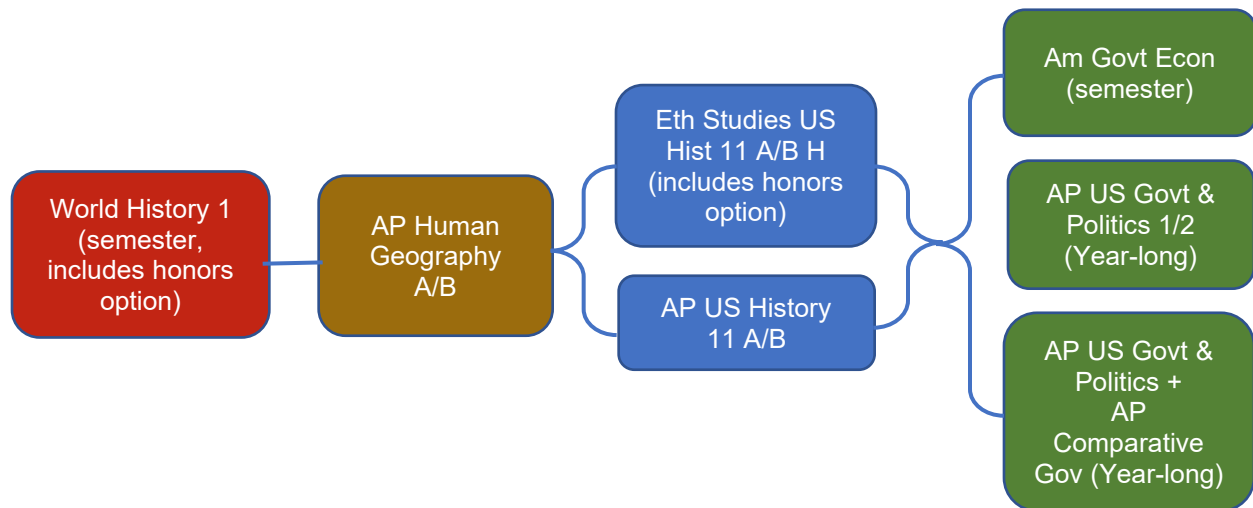 World History 1
(semester,
includes honors
option)
AP Human
Geography
A/B
Eth Studies US
Hist 11 A/B H
(includes honors
option)
AP US History
11 A/B
Am Govt Econ
(semester)
AP US Govt &
Politics 1/2
(Year-long)
AP US Govt &
Politics +
AP
Comparative
Gov (Year-long)